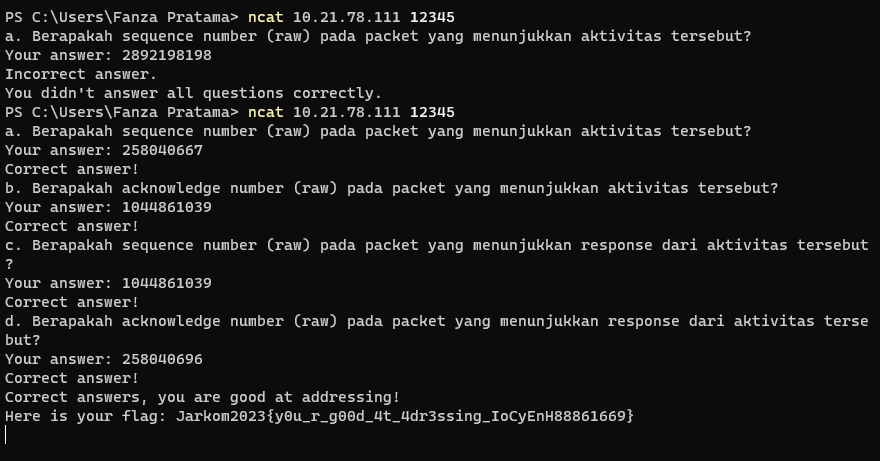 PS C:\Users\Fanza Pratama> ncat 10.21.78.111 12345
a. Berapakah sequence number (raw) pada packet yang menunjukkan aktivitas tersebut?
Your answer: 2892198198
Incorrect answer.
You didn't answer all questions correctly.
PS C:\Users\Fanza Pratama> ncat 10.21.78.111 12345
a. Berapakah sequence number (raw) pada packet yang menunjukkan aktivitas tersebut?
Your answer: 258040667
Correct answer!
b. Berapakah acknowledge number (raw) pada packet yang menunjukkan aktivitas tersebut?
Your answer: 1044861039
Correct answer!
c. Berapakah sequence number (raw) pada packet yang menunjukkan response dari aktivitas tersebut
?
Your answer: 1044861039
Correct answer!
d. Berapakah acknowledge number (raw) pada packet yang menunjukkan response dari aktivitas terse
but?
Your answer: 258040696
Correct answer!
Correct answers, you are good at addressing!
Here is your flag: Jarkom2023{y0u_r_g00d_4t_4dr3ssing_IoCyEnH88861669}